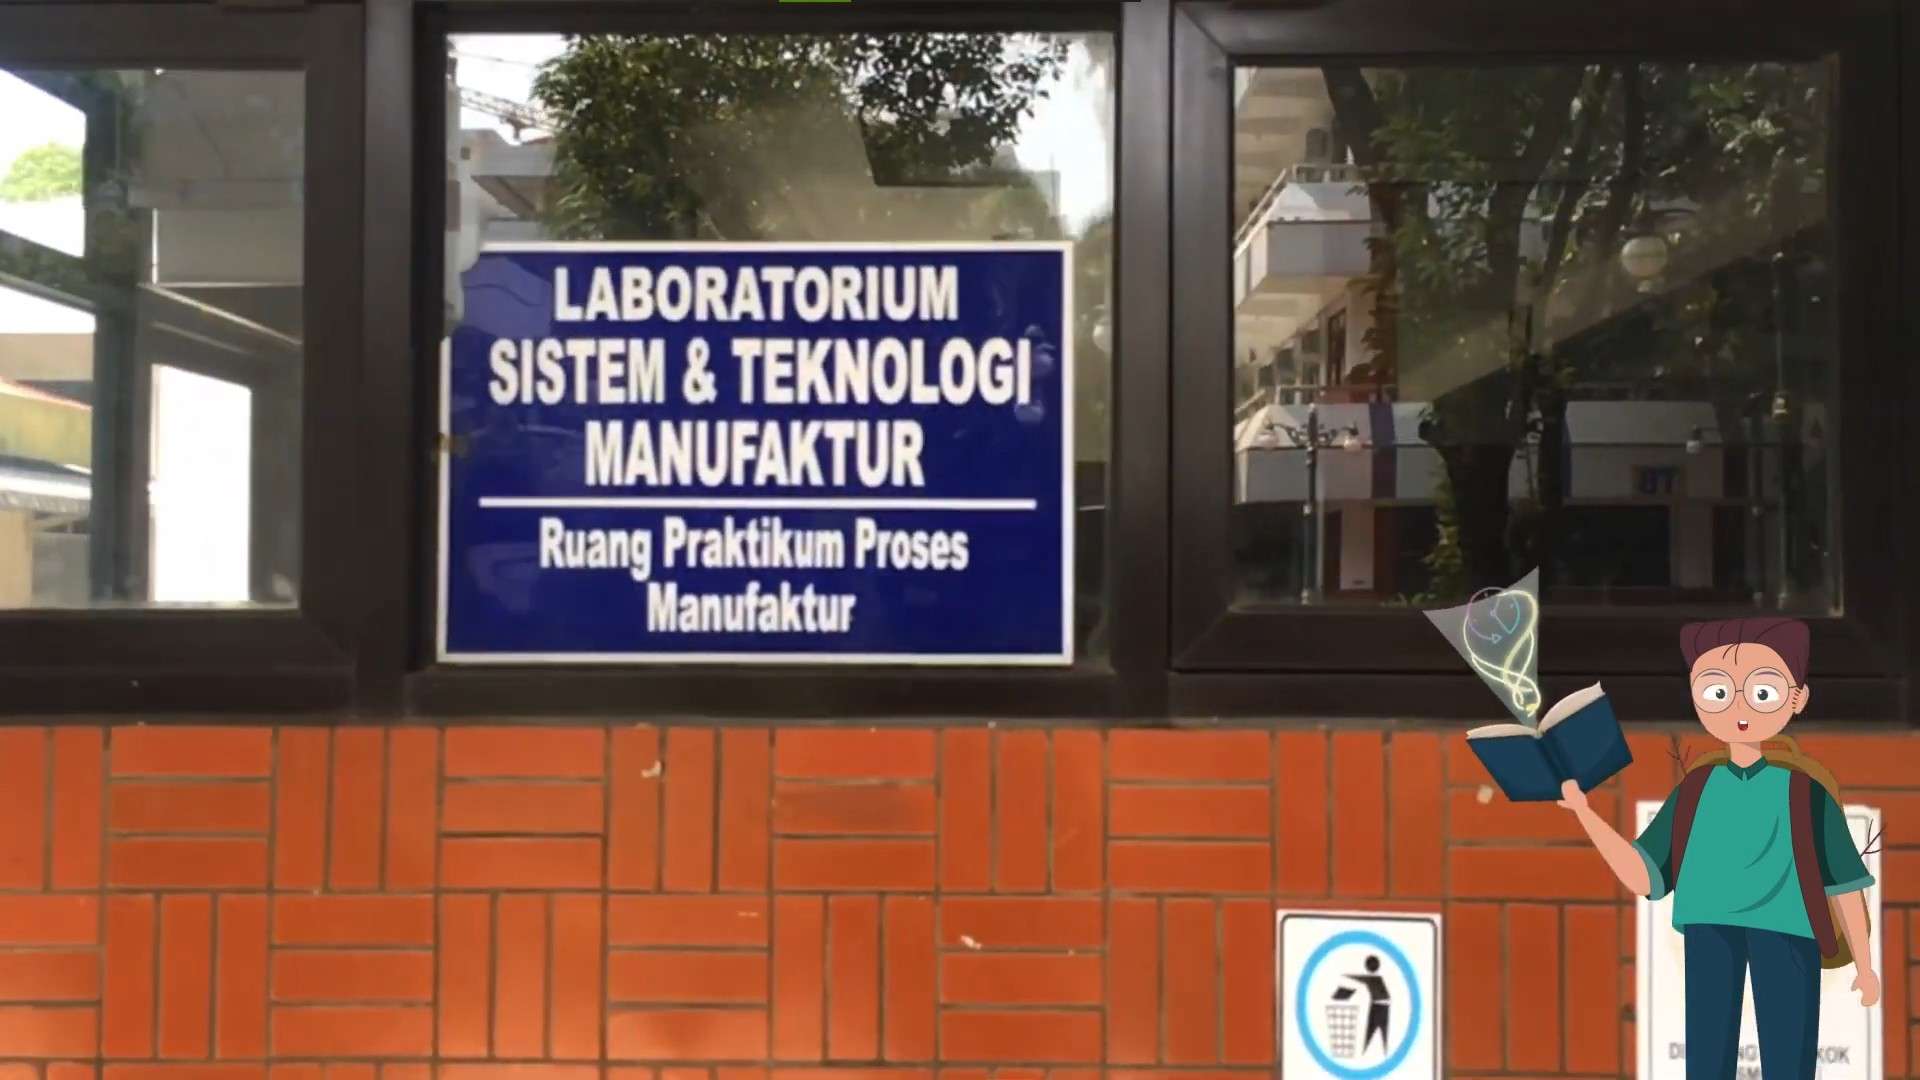 LABORATORIUM
SISTEM & TEKNOLOGI
MANUFAKTUR
Ruang Praktikum Proses
Manufaktur